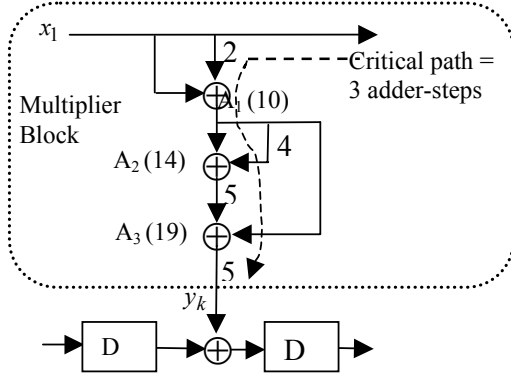 x₁
2
Critical path =
3 adder-steps
A₁ (10)
Multiplier
Block
4
A₂ (14)
5
A₃ (19)
5
yₖ
D
D